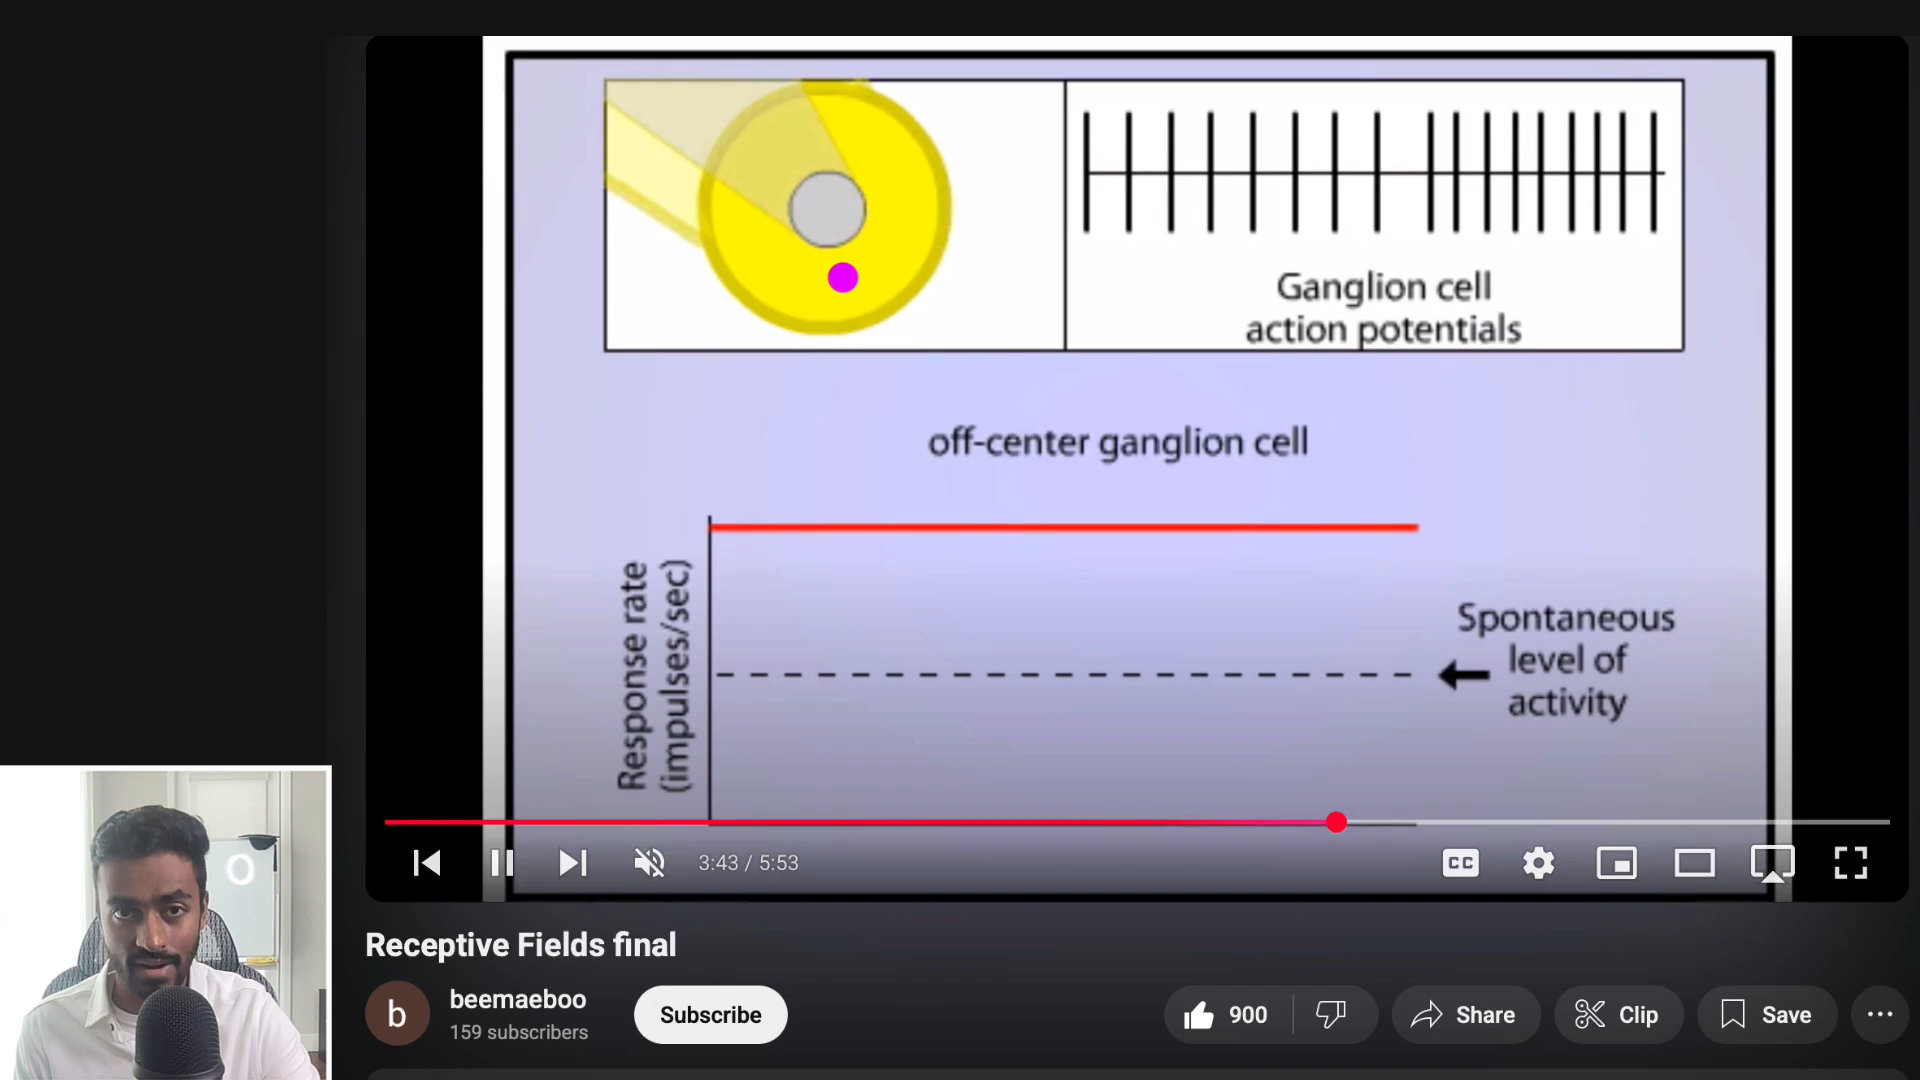 Ganglion cell
action potentials
off-center ganglion cell
Response rate
(impulses/sec)
Spontaneous
level of
activity
3:43 / 5:53
CC
Receptive Fields final
b
beemaeboo
159 subscribers
Subscribe
900
Share
Clip
Save